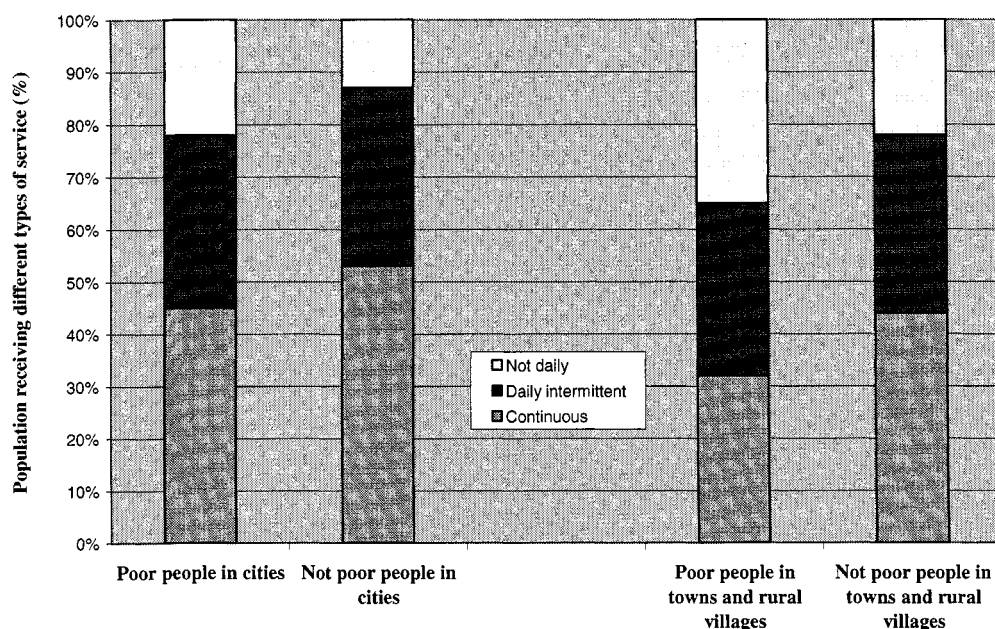 Population receiving different types of service (%)
100%
90%
80%
70%
60%
50%
40%
30%
20%
10%
0%
Not daily
Daily intermittent
Continuous
Poor people in cities
Not poor people in
cities
Poor people in
towns and rural
villages
Not poor people in
towns and rural
villages